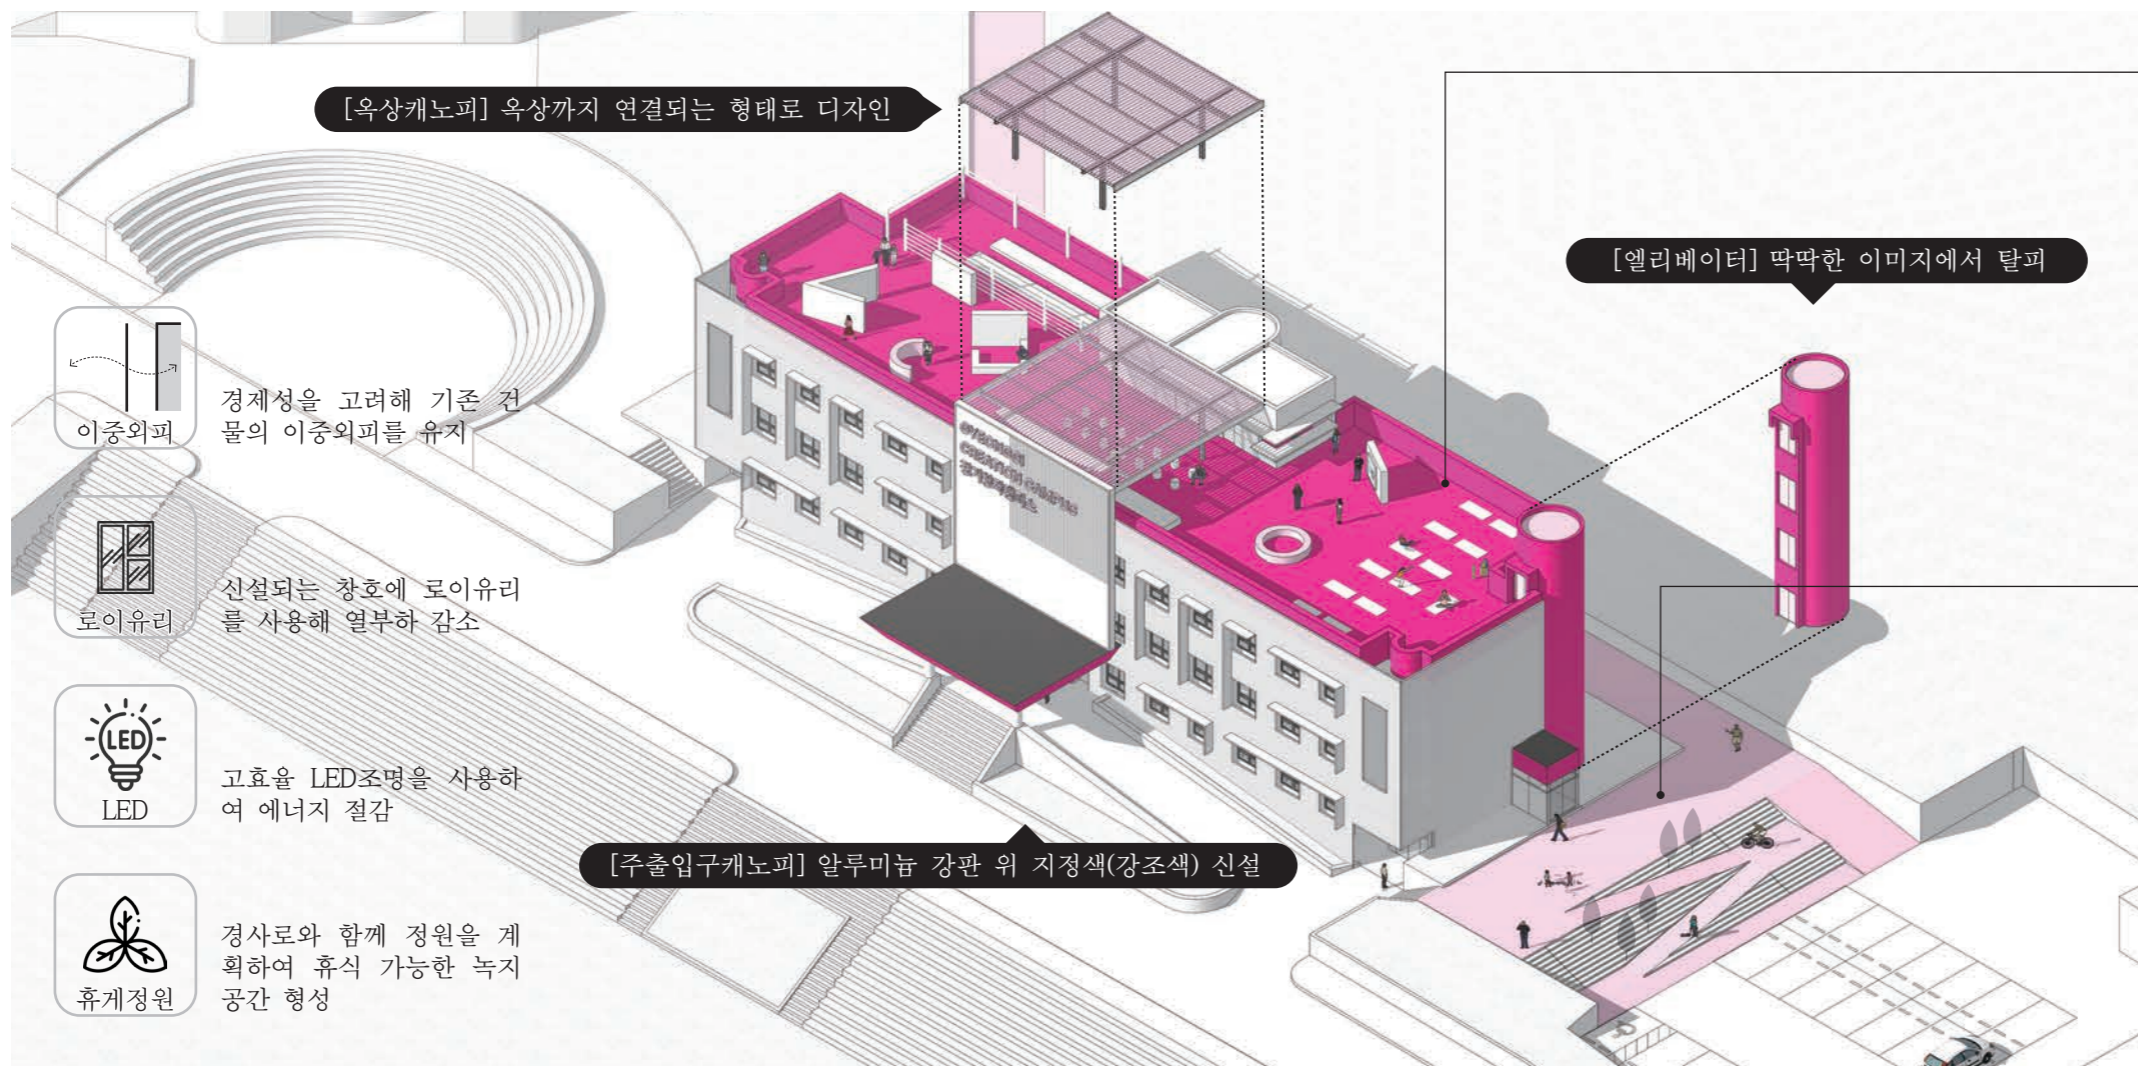 [옥상캐노피] 옥상까지 연결되는 형태로 디자인
[엘리베이터] 딱딱한 이미지에서 탈피
이중외피
경제성을 고려해 기존 건
물의 이중외피를 유지
GYEONGGI
CREATION CAMPUS
로이유리
신설되는 창호에 로이유리
를 사용해 열부하 감소
LED
LED
고효율 LED조명을 사용하
여 에너지 절감
[주출입구캐노피] 알루미늄 강판 위 지정색(강조색) 신설
휴게정원
경사로와 함께 정원을 계
획하여 휴식 가능한 녹지
공간 형성